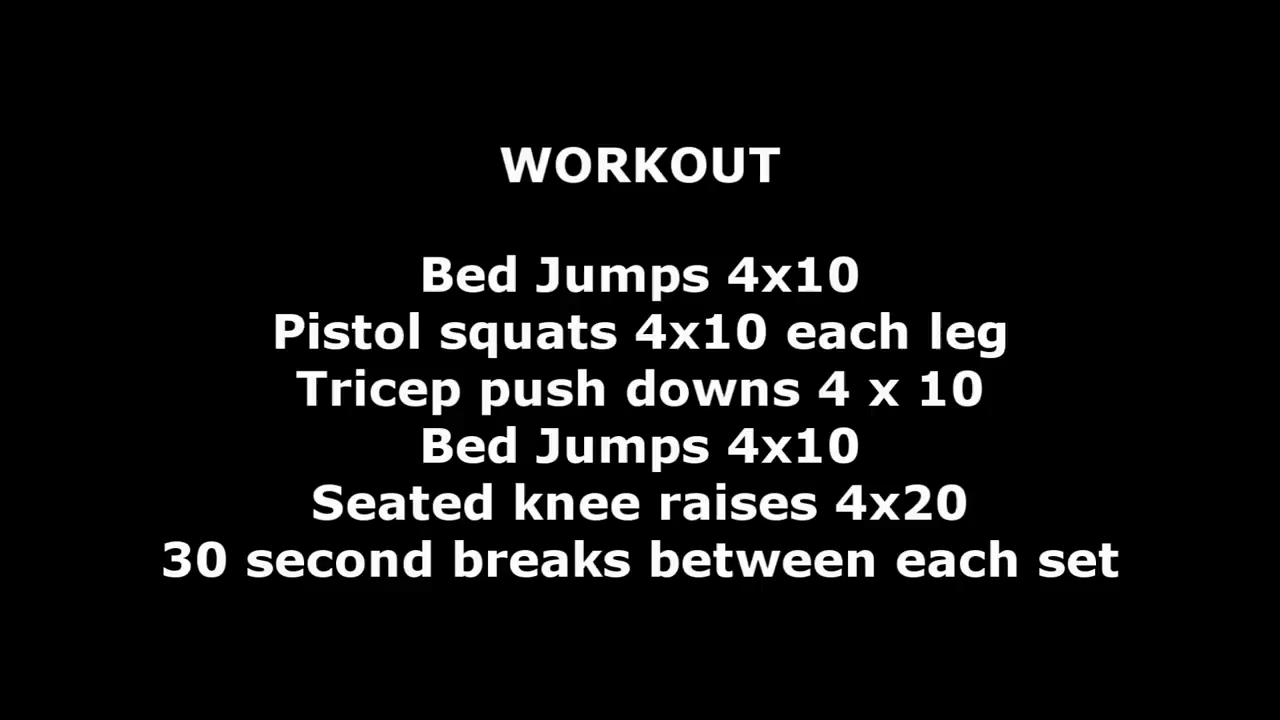 WORKOUT
Bed Jumps 4x10
Pistol squats 4x10 each leg
Tricep push downs 4 x 10
Bed Jumps 4x10
Seated knee raises 4x20
30 second breaks between each set